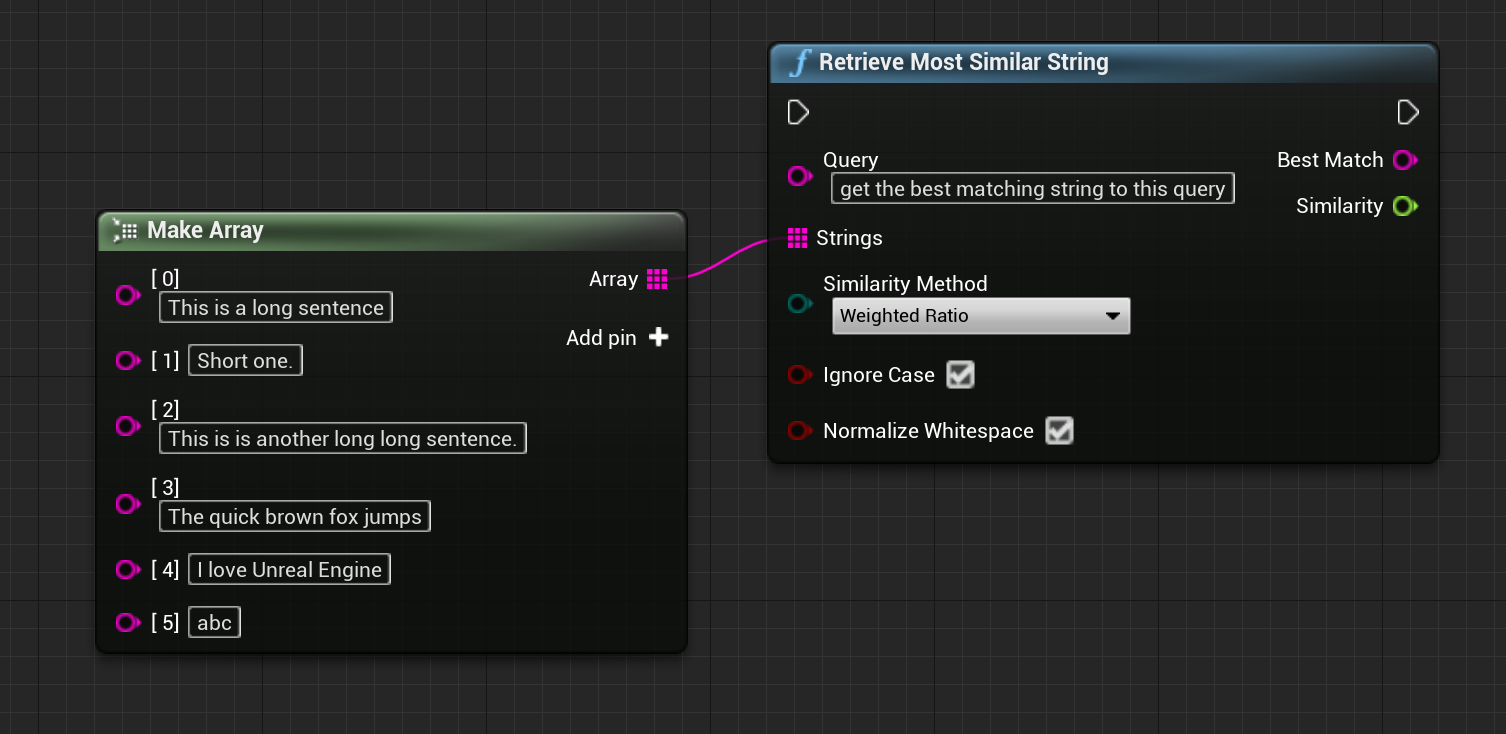 Make Array
[ 0]
This is a long sentence
[ 1] Short one.
[ 2]
This is is another long long sentence.
[ 3]
The quick brown fox jumps
[ 4] I love Unreal Engine
[ 5] abc
Array
Add pin
f Retrieve Most Similar String
Query
get the best matching string to this query
Strings
Similarity Method
Weighted Ratio
Ignore Case
Normalize Whitespace
Best Match
Similarity